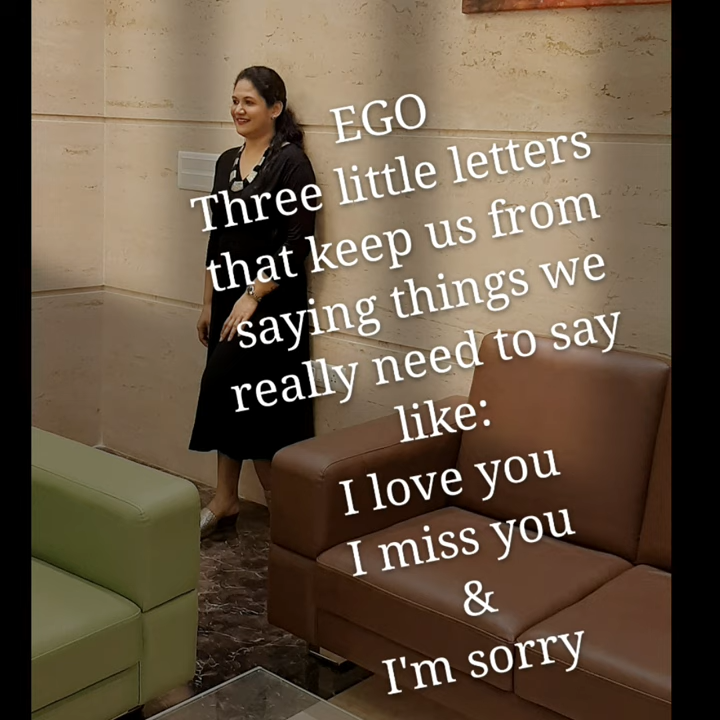 EGO
Three little letters
that keep us from
saying things we
really need to say
like:
I love you
I miss you
&
I'm sorry